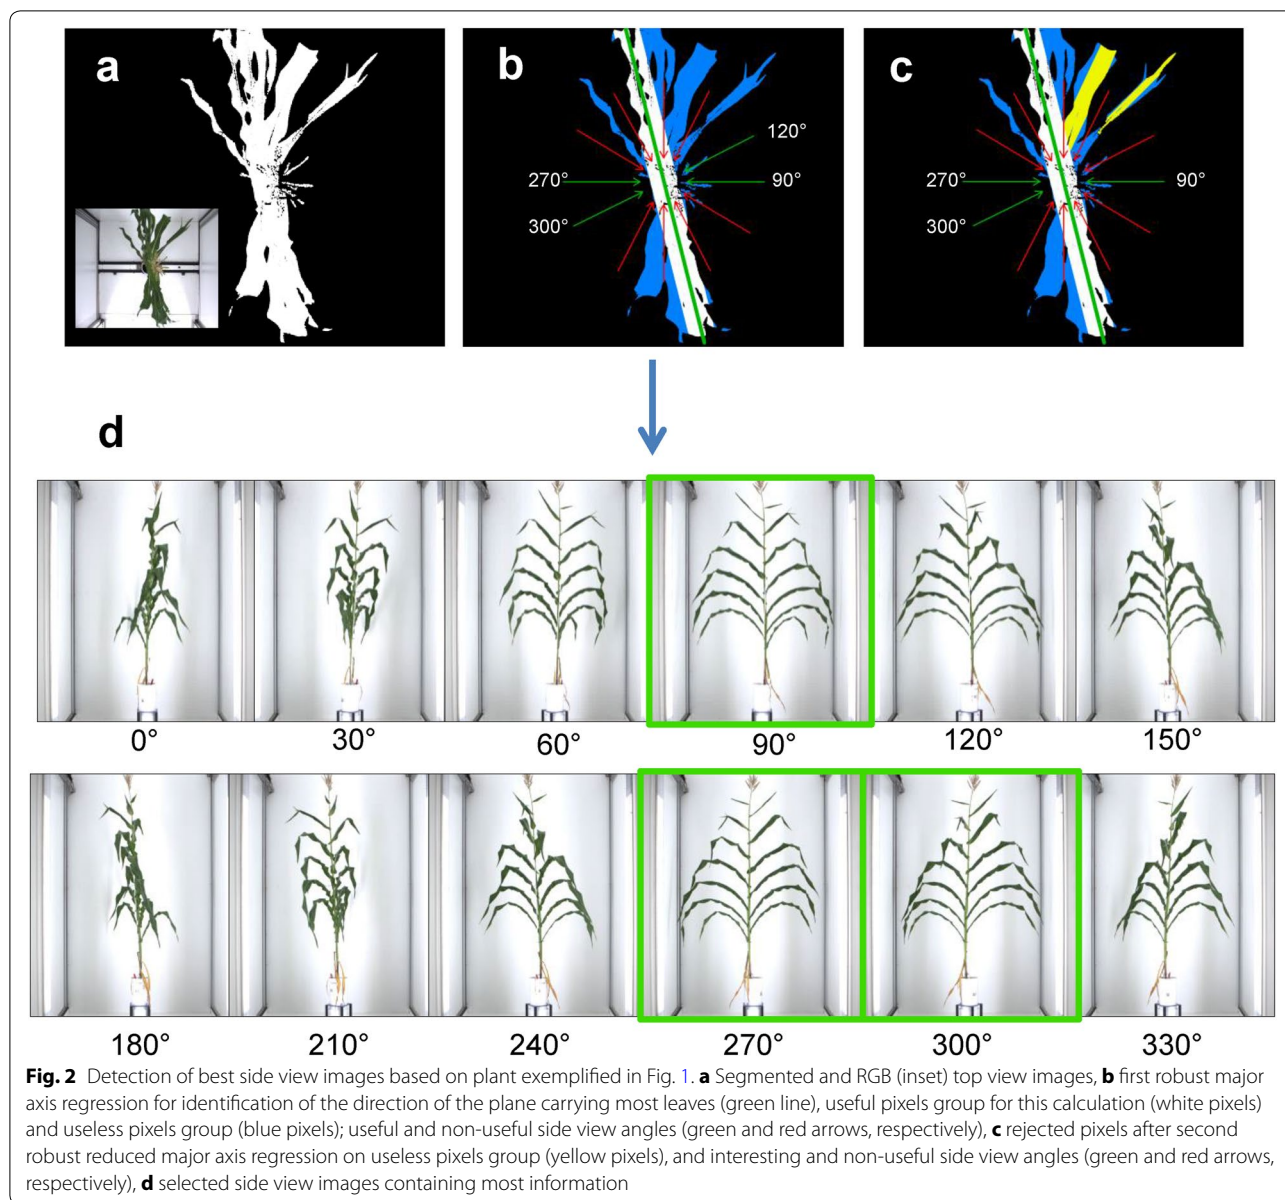 a
b
c
120°
270°
90°
300°
270°
90°
300°
d
0°
30°
60°
90°
120°
150°
180°
210°
240°
270°
300°
330°
Fig. 2 Detection of best side view images based on plant exemplified in Fig. 1. a Segmented and RGB (inset) top view images, b first robust major
axis regression for identification of the direction of the plane carrying most leaves (green line), useful pixels group for this calculation (white pixels)
and useless pixels group (blue pixels); useful and non-useful side view angles (green and red arrows, respectively), c rejected pixels after second
robust reduced major axis regression on useless pixels group (yellow pixels), and interesting and non-useful side view angles (green and red arrows,
respectively), d selected side view images containing most information